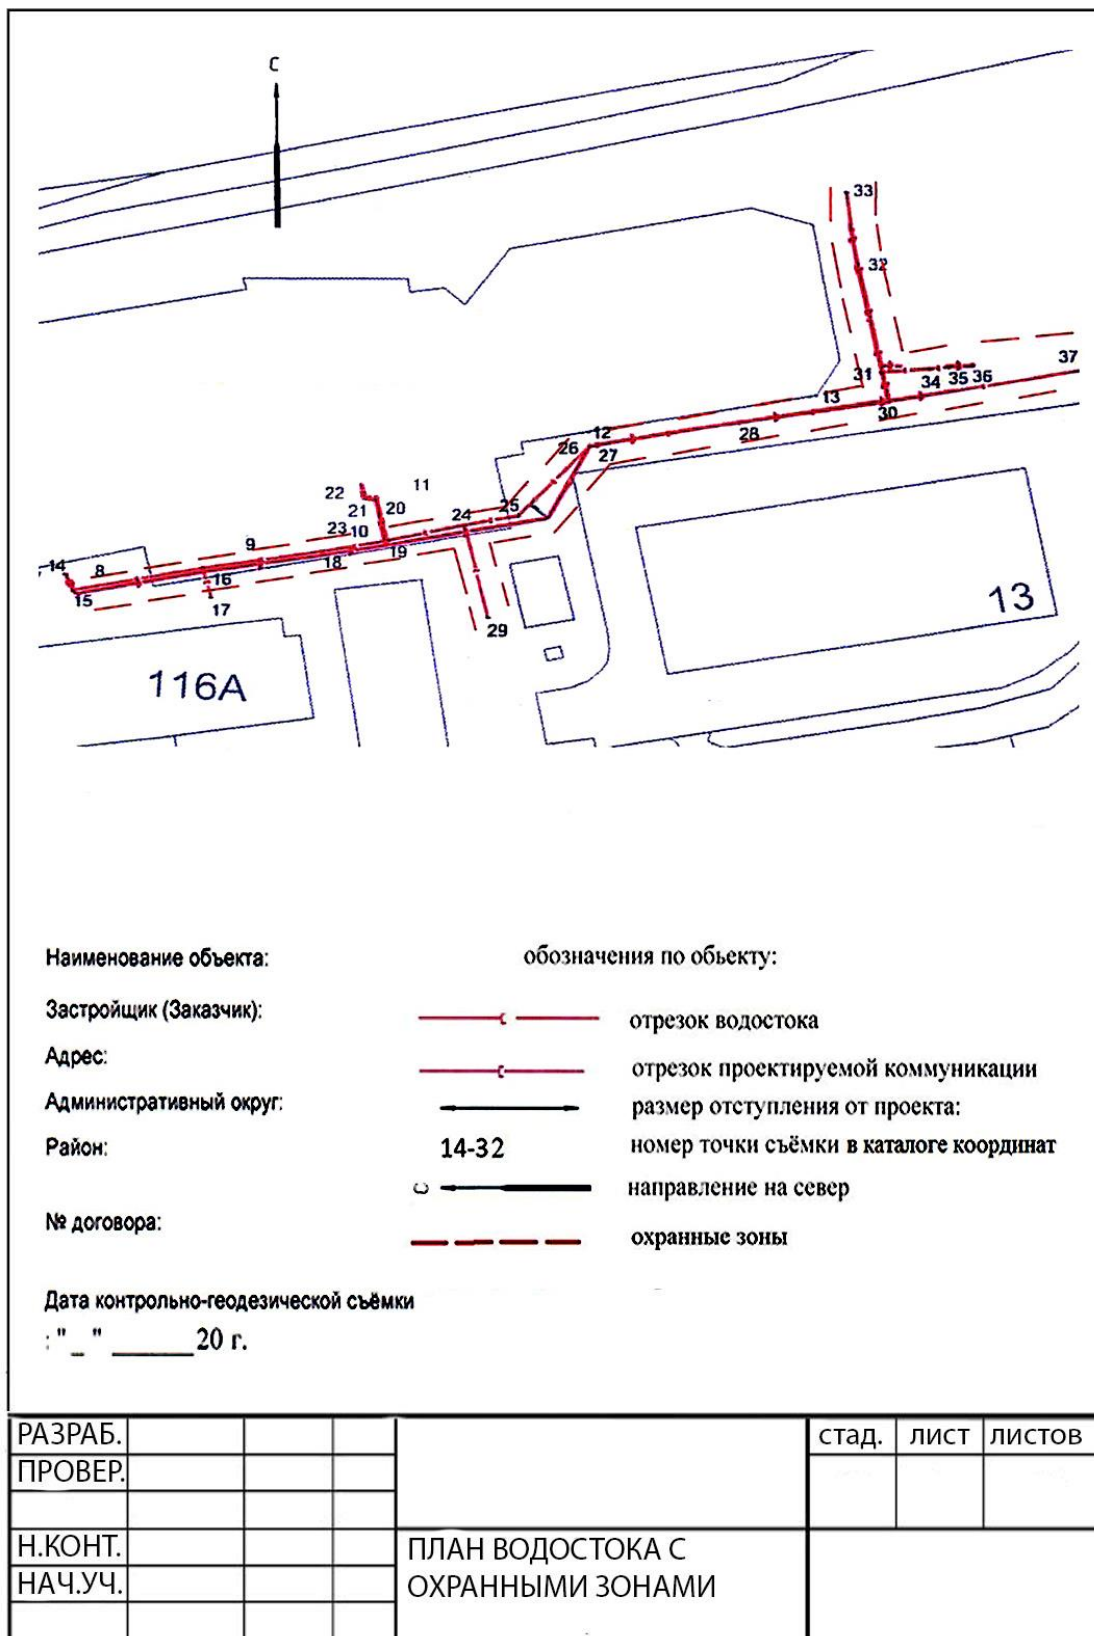 С
33
32
37
31
34 35 36
13
30
12
28
26
27
22
11
20
21
25
24
23
10
9
19
14
8
18
16
15
17
29
13
116А
Наименование объекта:
обозначения по обьекту:
Застройщик (Заказчик):
отрезок водостока
Адрес:
отрезок проектируемой коммуникации
Административный округ:
размер отступления от проекта:
Район:
14-32
номер точки съёмки в каталоге координат
С
направление на север
№ договора:
охранные зоны
Дата контрольно-геодезической съёмки
: " _ " ______ 20 г.
РАЗРАБ.
стад. лист листов
ПРОВЕР.
Н.КОНТ.
ПЛАН ВОДОСТОКА С
НАЧ.УЧ.
ОХРАННЫМИ ЗОНАМИ